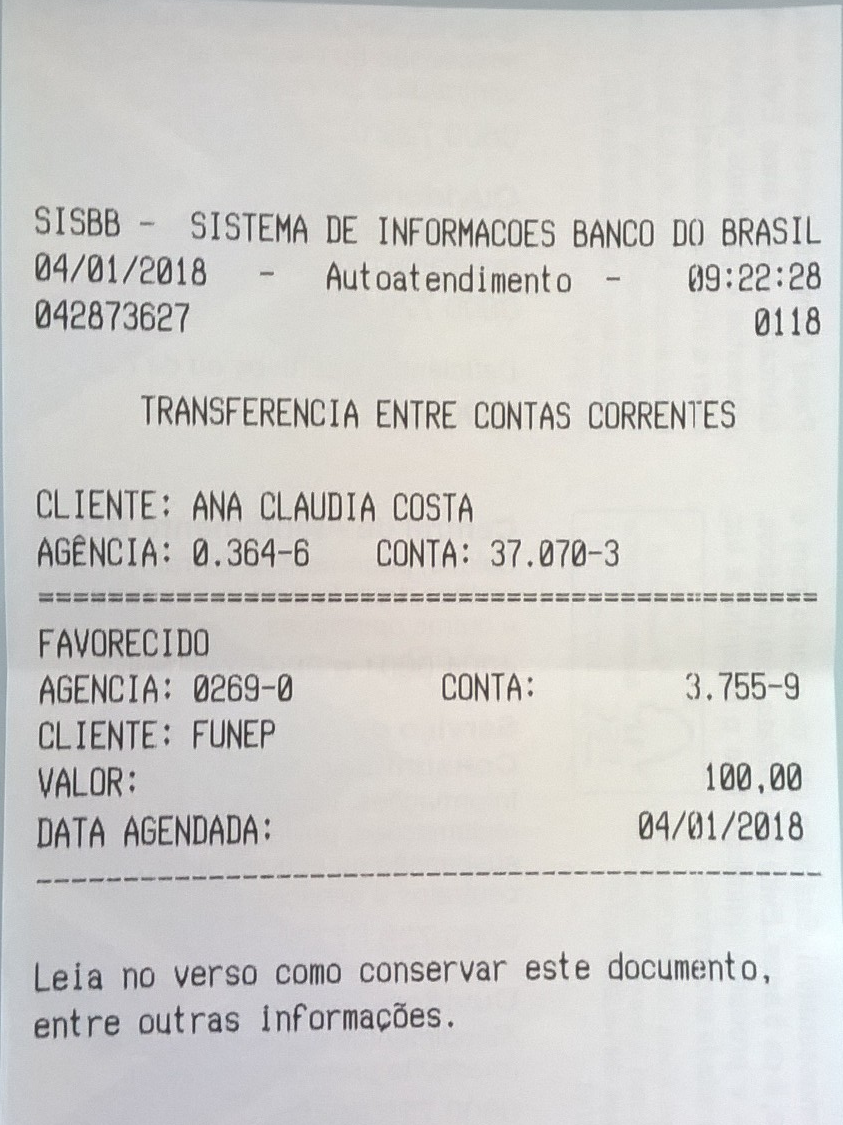 SISBB - SISTEMA DE INFORMACOES BANCO DO BRASIL
04/01/2018 - Autoatendimento - 09:22:28
042873627 0118
TRANSFERENCIA ENTRE CONTAS CORRENTES
CLIENTE: ANA CLAUDIA COSTA
AGÊNCIA: 0.364-6 CONTA: 37.070-3
================================================
FAVORECIDO
AGENCIA: 0269-0 CONTA: 3.755-9
CLIENTE: FUNEP
VALOR: 100,00
DATA AGENDADA: 04/01/2018
------------------------------------------------
Leia no verso como conservar este documento,
entre outras informações.